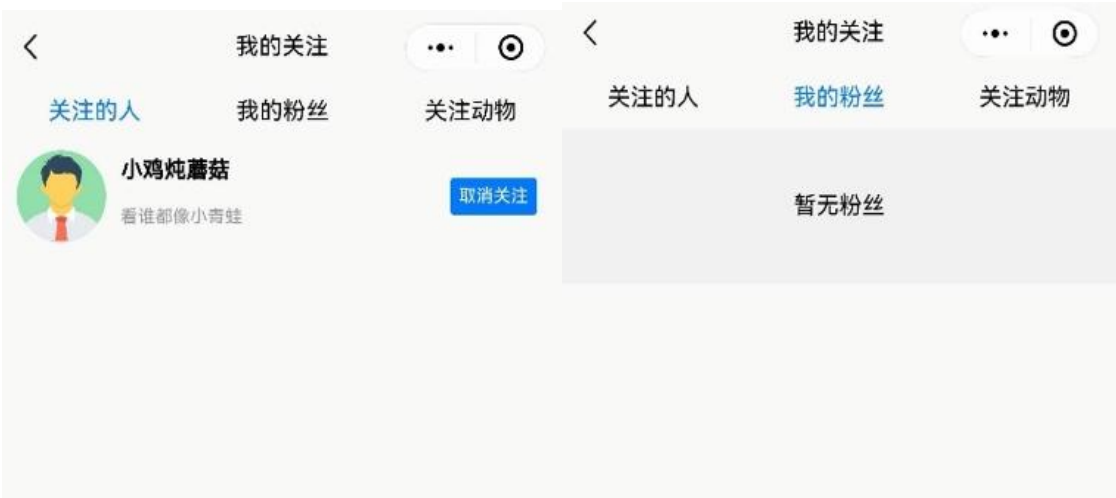 我的关注
关注的人 我的粉丝 关注动物
小鸡炖蘑菇
看谁都像小青蛙
取消关注
我的关注
关注的人 我的粉丝 关注动物
暂无粉丝